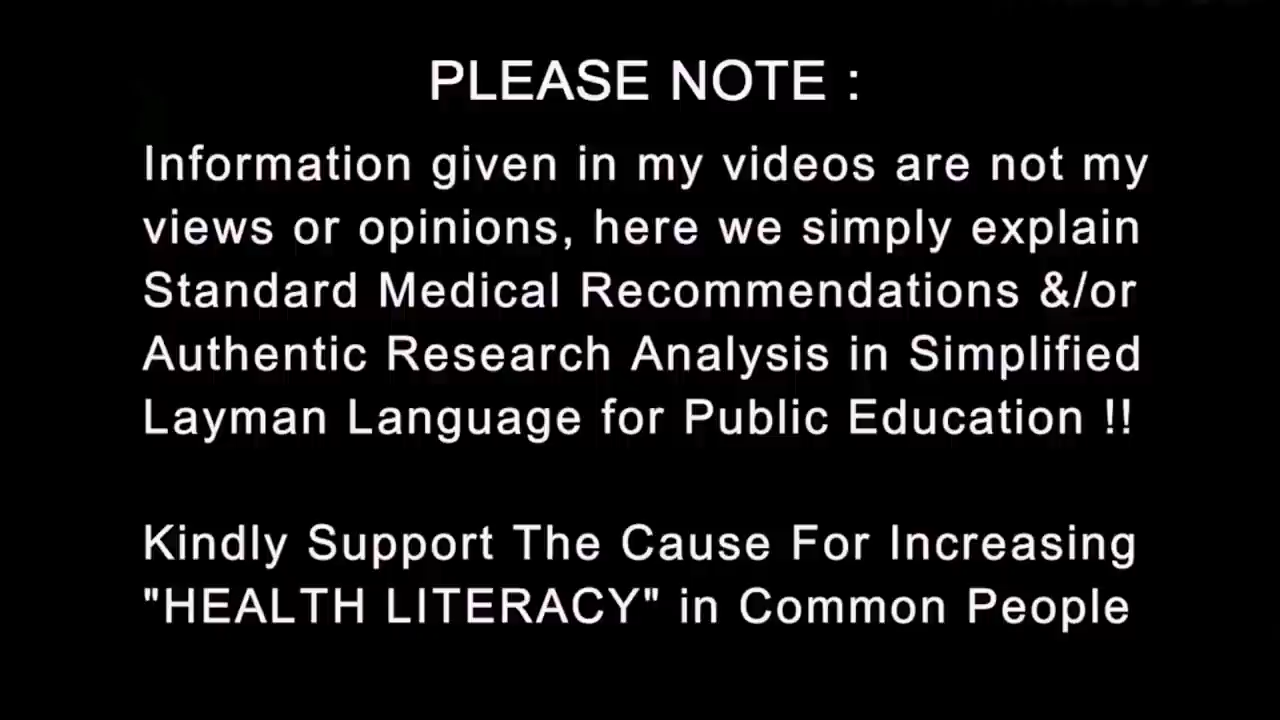 PLEASE NOTE :
Information given in my videos are not my
views or opinions, here we simply explain
Standard Medical Recommendations &/or
Authentic Research Analysis in Simplified
Layman Language for Public Education !!
Kindly Support The Cause For Increasing
"HEALTH LITERACY" in Common People